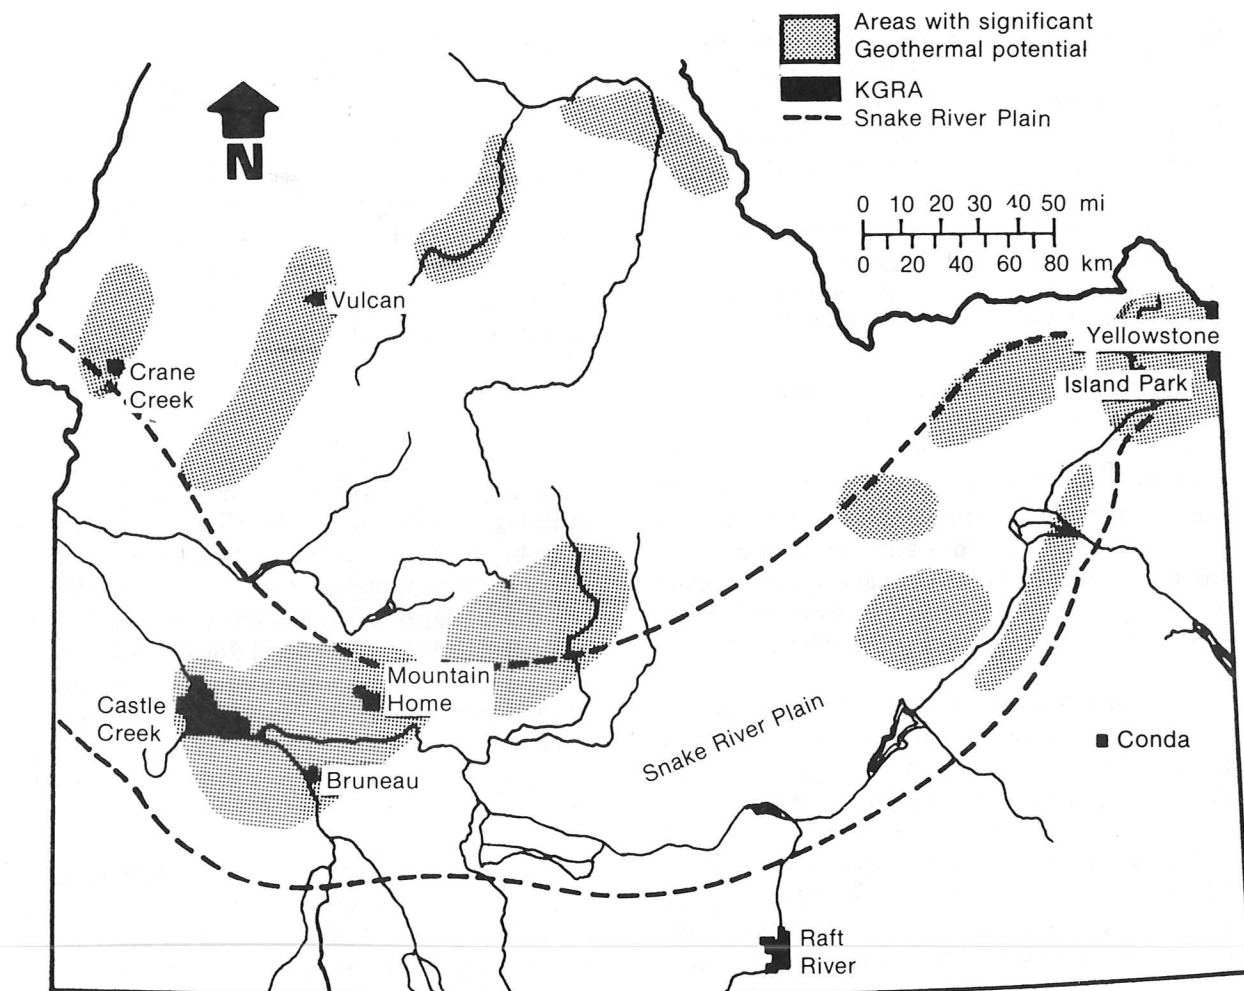 Areas with significant
Geothermal potential
KGRA
Snake River Plain
N
0 10 20 30 40 50 mi
0 20 40 60 80 km
Vulcan
Crane
Creek
Yellowstone
Island Park
Mountain
Home
Castle
Creek
Bruneau
Snake River Plain
Conda
Raft
River